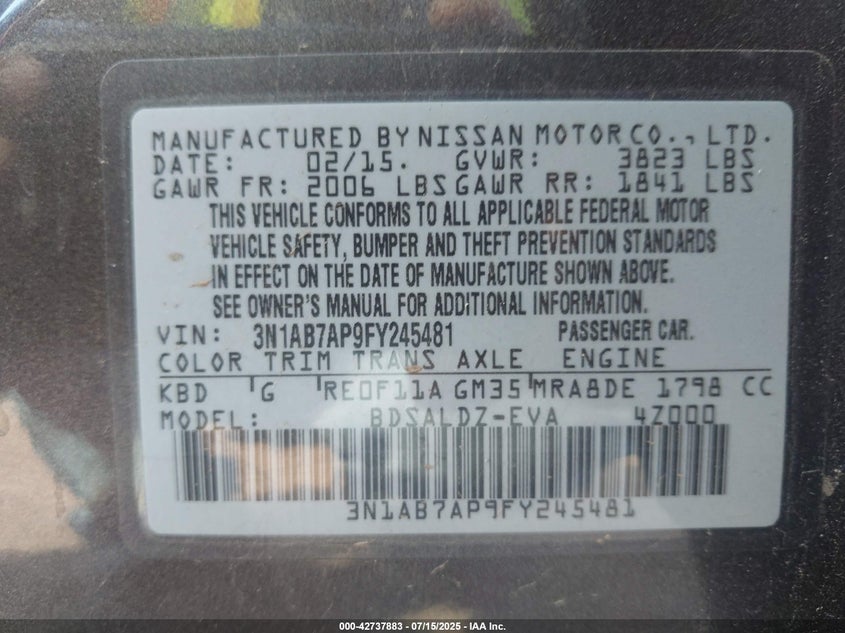 MANUFACTURED BY NISSAN MOTOR CO., LTD.
DATE: 02/15. GVWR: 3823 LBS
GAWR FR: 2006 LBS GAWR RR: 1841 LBS
THIS VEHICLE CONFORMS TO ALL APPLICABLE FEDERAL MOTOR
VEHICLE SAFETY, BUMPER AND THEFT PREVENTION STANDARDS
IN EFFECT ON THE DATE OF MANUFACTURE SHOWN ABOVE.
SEE OWNER'S MANUAL FOR ADDITIONAL INFORMATION.
VIN: 3N1AB7AP9FY245481 PASSENGER CAR.
COLOR TRIM TRANS AXLE ENGINE
KBD G RE0F11A GM35 MRA8DE 1798 CC
MODEL: BDSALDZ-EVA 4Z000
3N1AB7AP9FY245481
000-42737883 | 07/15/2025 - IAA Inc.